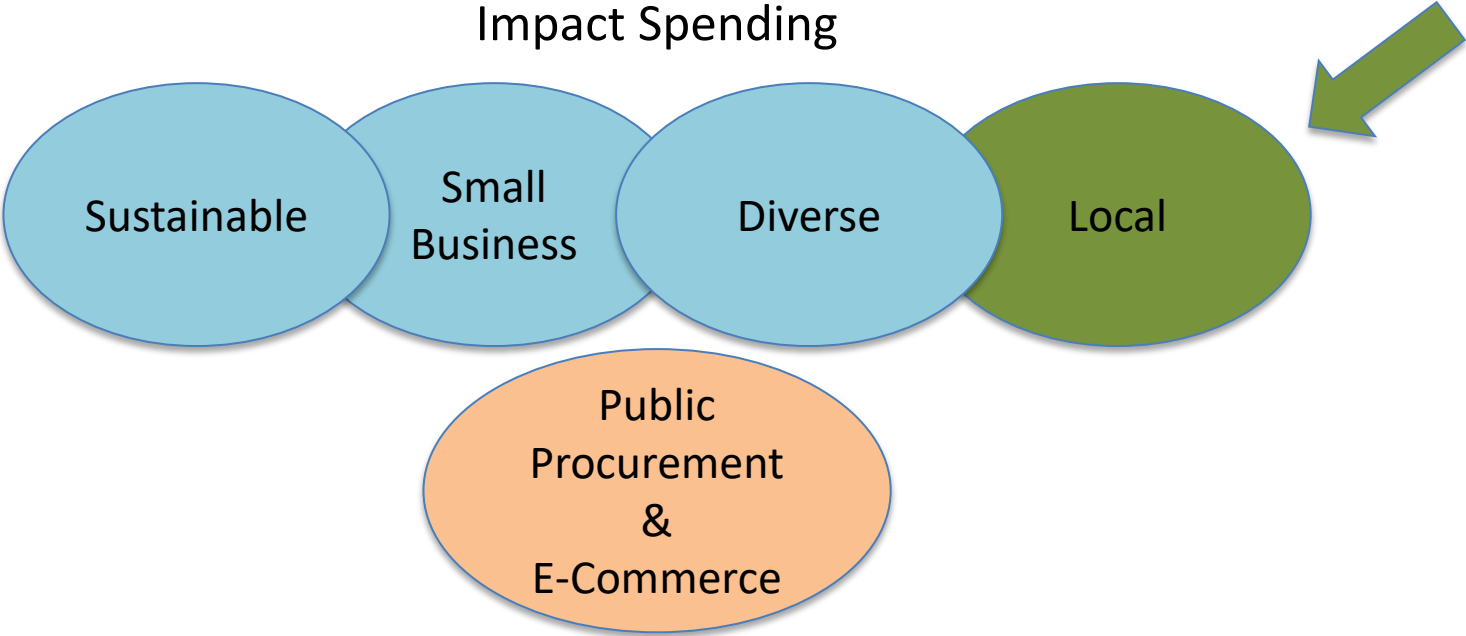 Impact Spending
Sustainable
Small
Business
Diverse
Local
Public
Procurement
&
E-Commerce